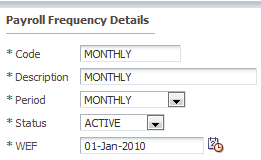 Payroll Frequency Details
* Code MONTHLY
* Description MONTHLY
* Period MONTHLY
* Status ACTIVE
* WEF 01-Jan-2010